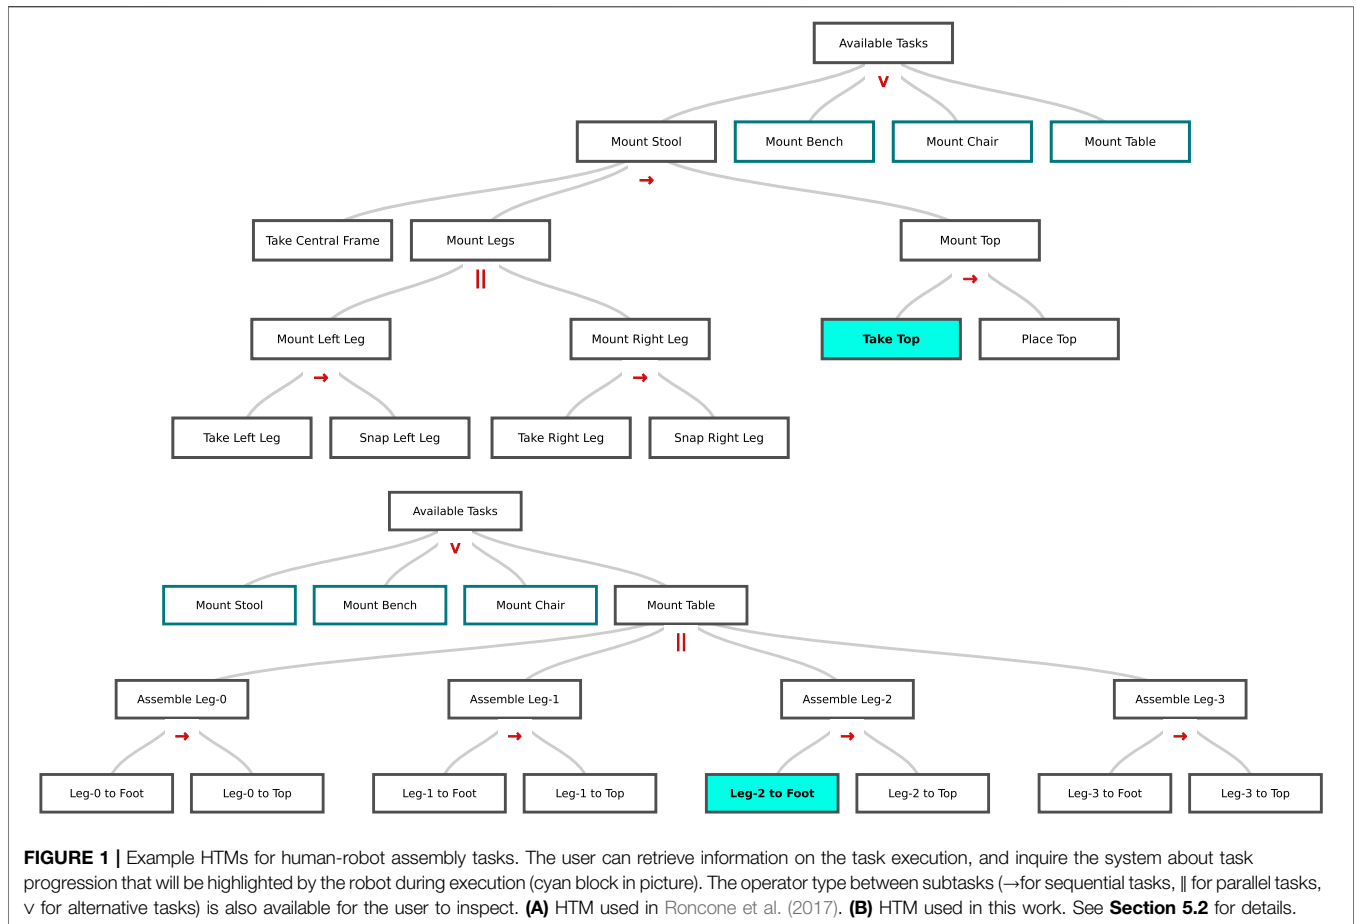 Available Tasks
v
Mount Stool
Mount Bench
Mount Chair
Mount Table
→
Take Central Frame
Mount Legs
Mount Top
||
→
Mount Left Leg
Mount Right Leg
Take Top
Place Top
→
→
Take Left Leg
Snap Left Leg
Take Right Leg
Snap Right Leg
Available Tasks
v
Mount Stool
Mount Bench
Mount Chair
Mount Table
||
Assemble Leg-0
Assemble Leg-1
Assemble Leg-2
Assemble Leg-3
→
→
→
→
Leg-0 to Foot
Leg-0 to Top
Leg-1 to Foot
Leg-1 to Top
Leg-2 to Foot
Leg-2 to Top
Leg-3 to Foot
Leg-3 to Top
FIGURE 1 | Example HTMs for human-robot assembly tasks. The user can retrieve information on the task execution, and inquire the system about task
progression that will be highlighted by the robot during execution (cyan block in picture). The operator type between subtasks (→for sequential tasks, || for parallel tasks,
v for alternative tasks) is also available for the user to inspect. (A) HTM used in Roncone et al. (2017). (B) HTM used in this work. See Section 5.2 for details.